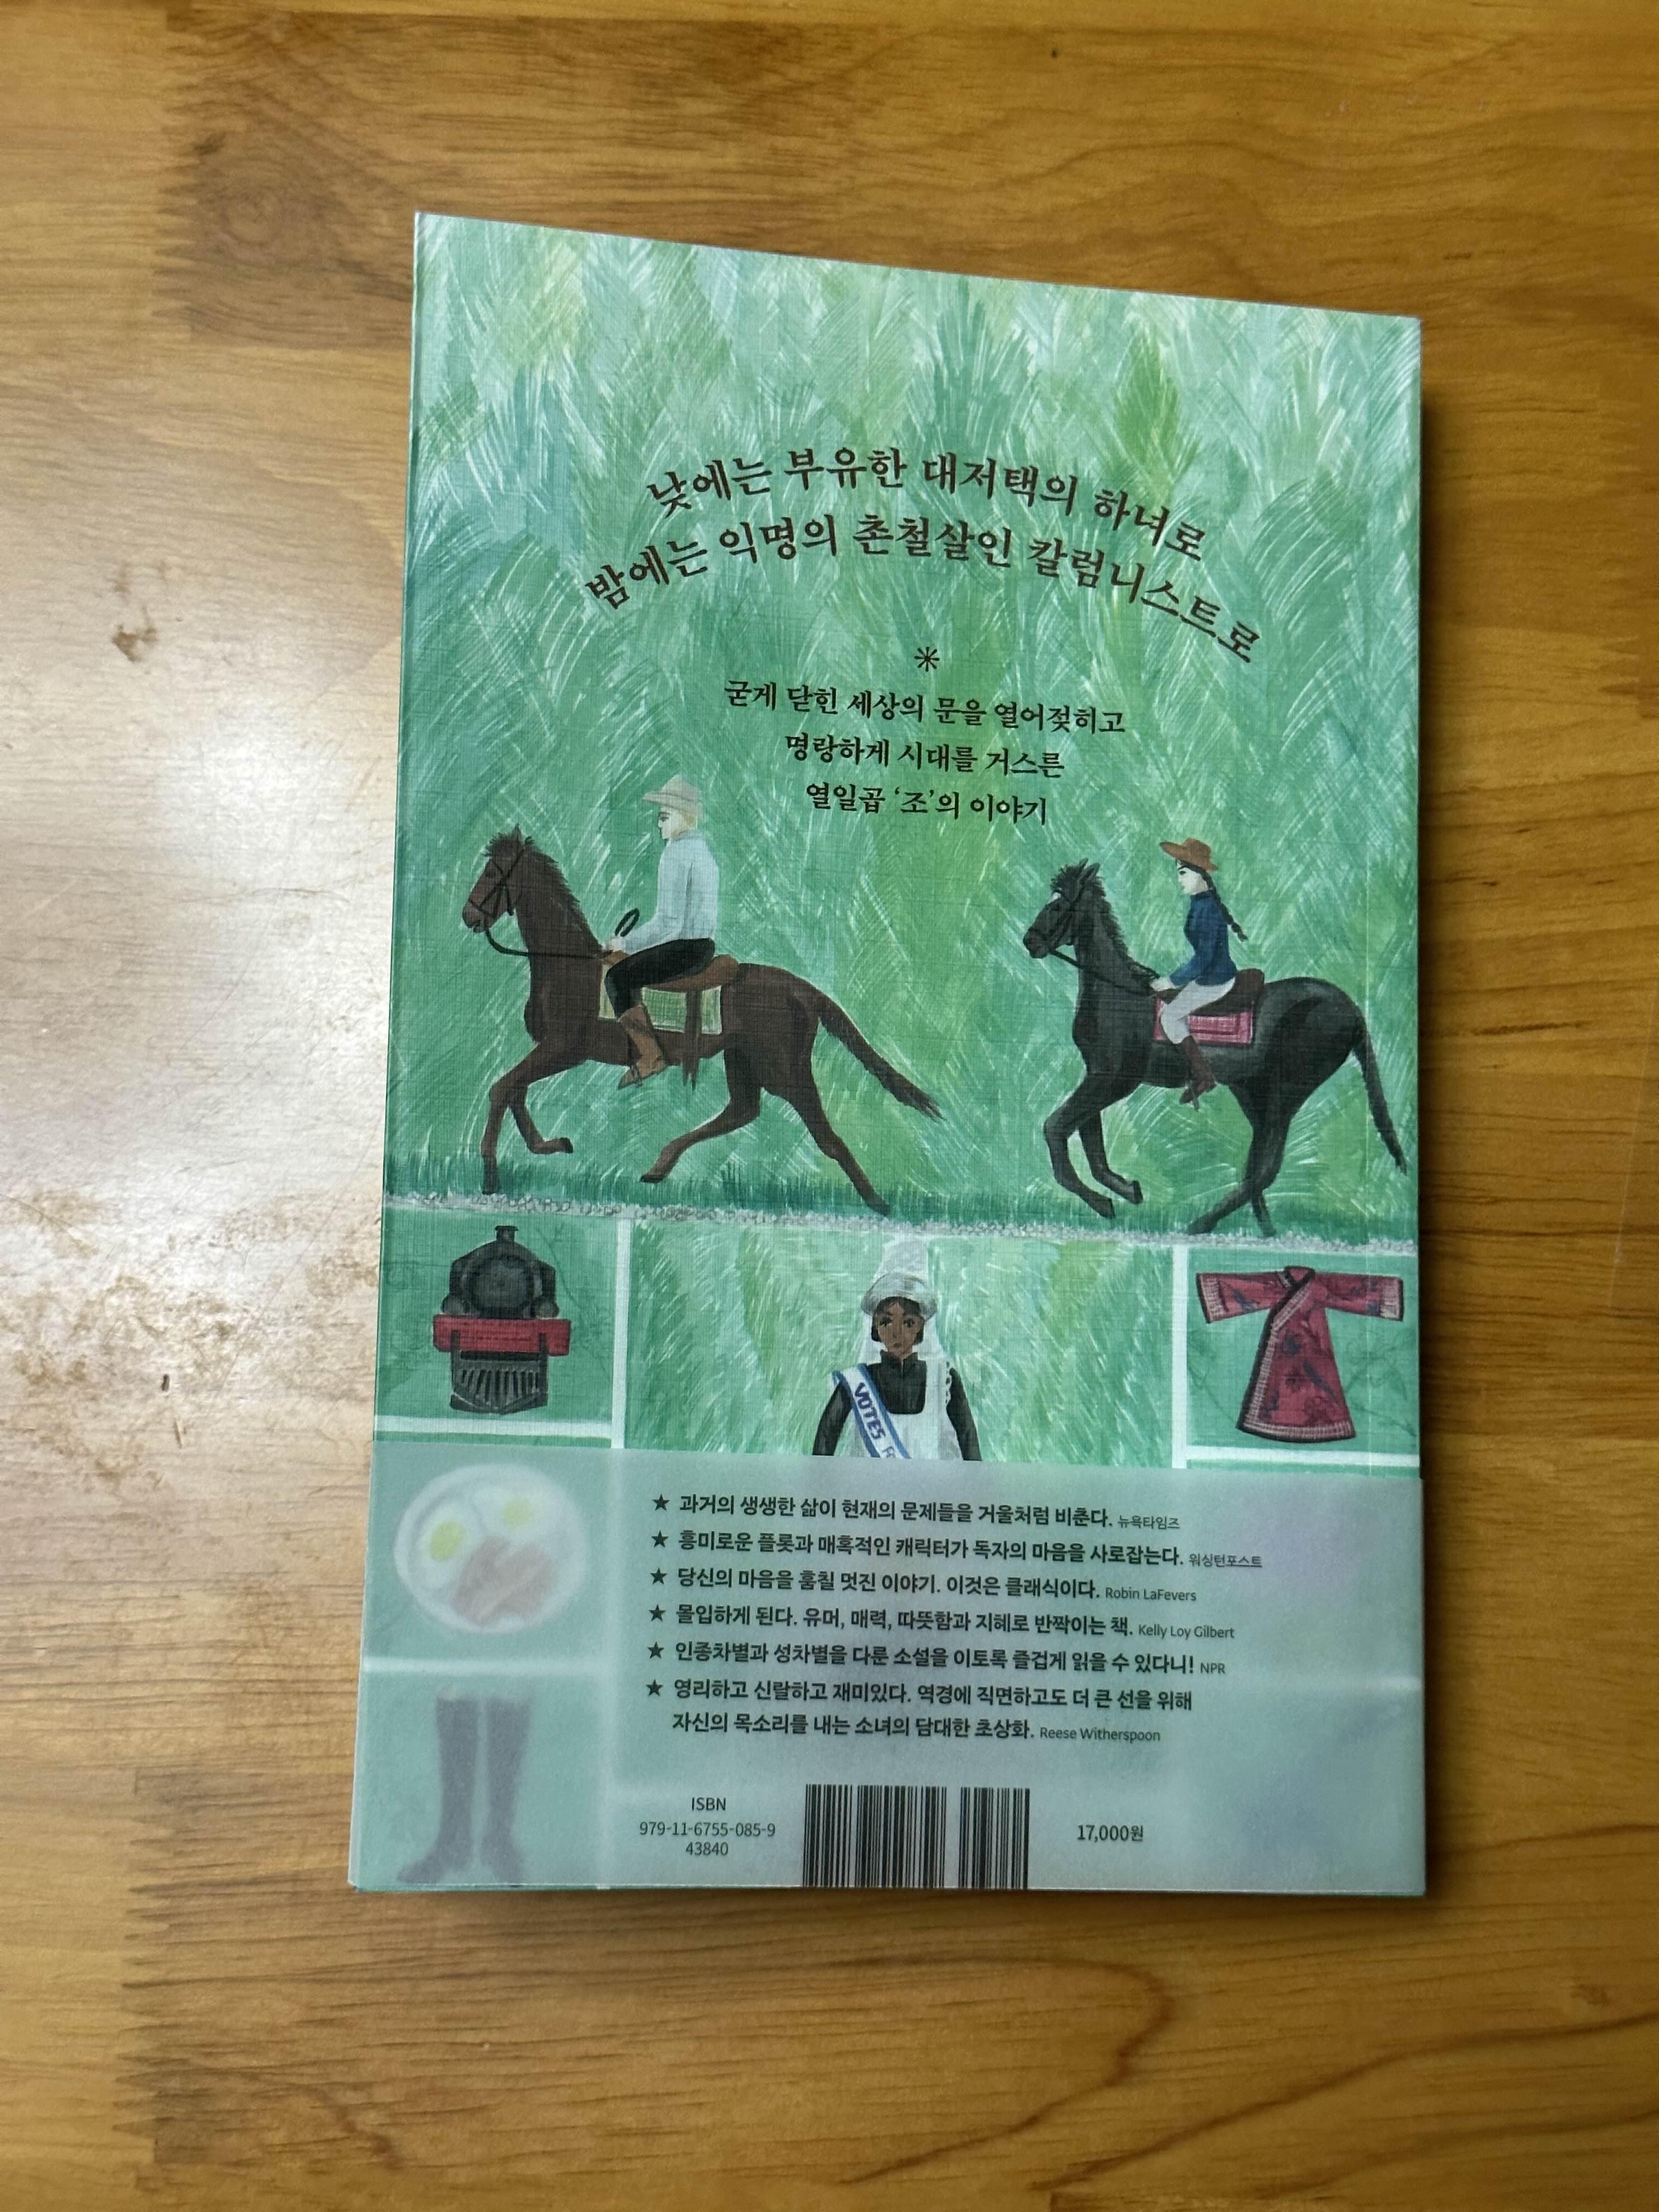 낮에는 부유한 대저택의 하녀로
밤에는 익명의 촌철살인 칼럼니스트로
굳게 닫힌 세상의 문을 열어젖히고
명랑하게 시대를 거스른
열일곱 ‘조’의 이야기
VOTES
★ 과거의 생생한 삶이 현재의 문제들을 거울처럼 비춘다. 뉴욕타임즈
★ 흥미로운 플롯과 매혹적인 캐릭터가 독자의 마음을 사로잡는다. 워싱턴포스트
★ 당신의 마음을 훔칠 멋진 이야기. 이것은 클래식이다. Robin LaFevers
★ 몰입하게 된다. 유머, 매력, 따뜻함과 지혜로 반짝이는 책. Kelly Loy Gilbert
★ 인종차별과 성차별을 다룬 소설을 이토록 즐겁게 읽을 수 있다니! NPR
★ 영리하고 신랄하고 재미있다. 역경에 직면하고도 더 큰 선을 위해
자신의 목소리를 내는 소녀의 담대한 초상화. Reese Witherspoon
ISBN
979-11-6755-085-9
43840
17,000원